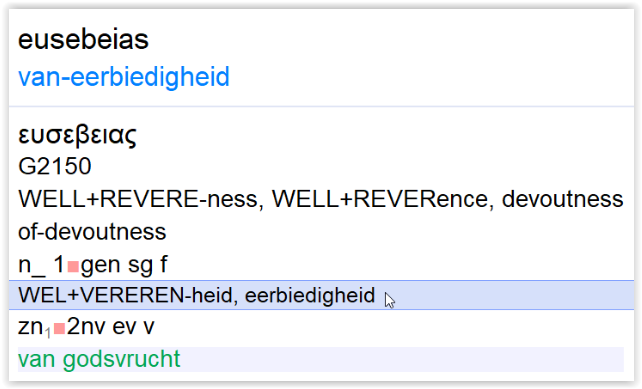 eusebeias
van-eerbiedigheid
ευσεβειας
G2150
WELL+REVERE-ness, WELL+REVERence, devoutness
of-devoutness
n_ 1■gen sg f
WEL+VEREREN-heid, eerbiedigheid
zn₁■2nv ev v
van godsvrucht